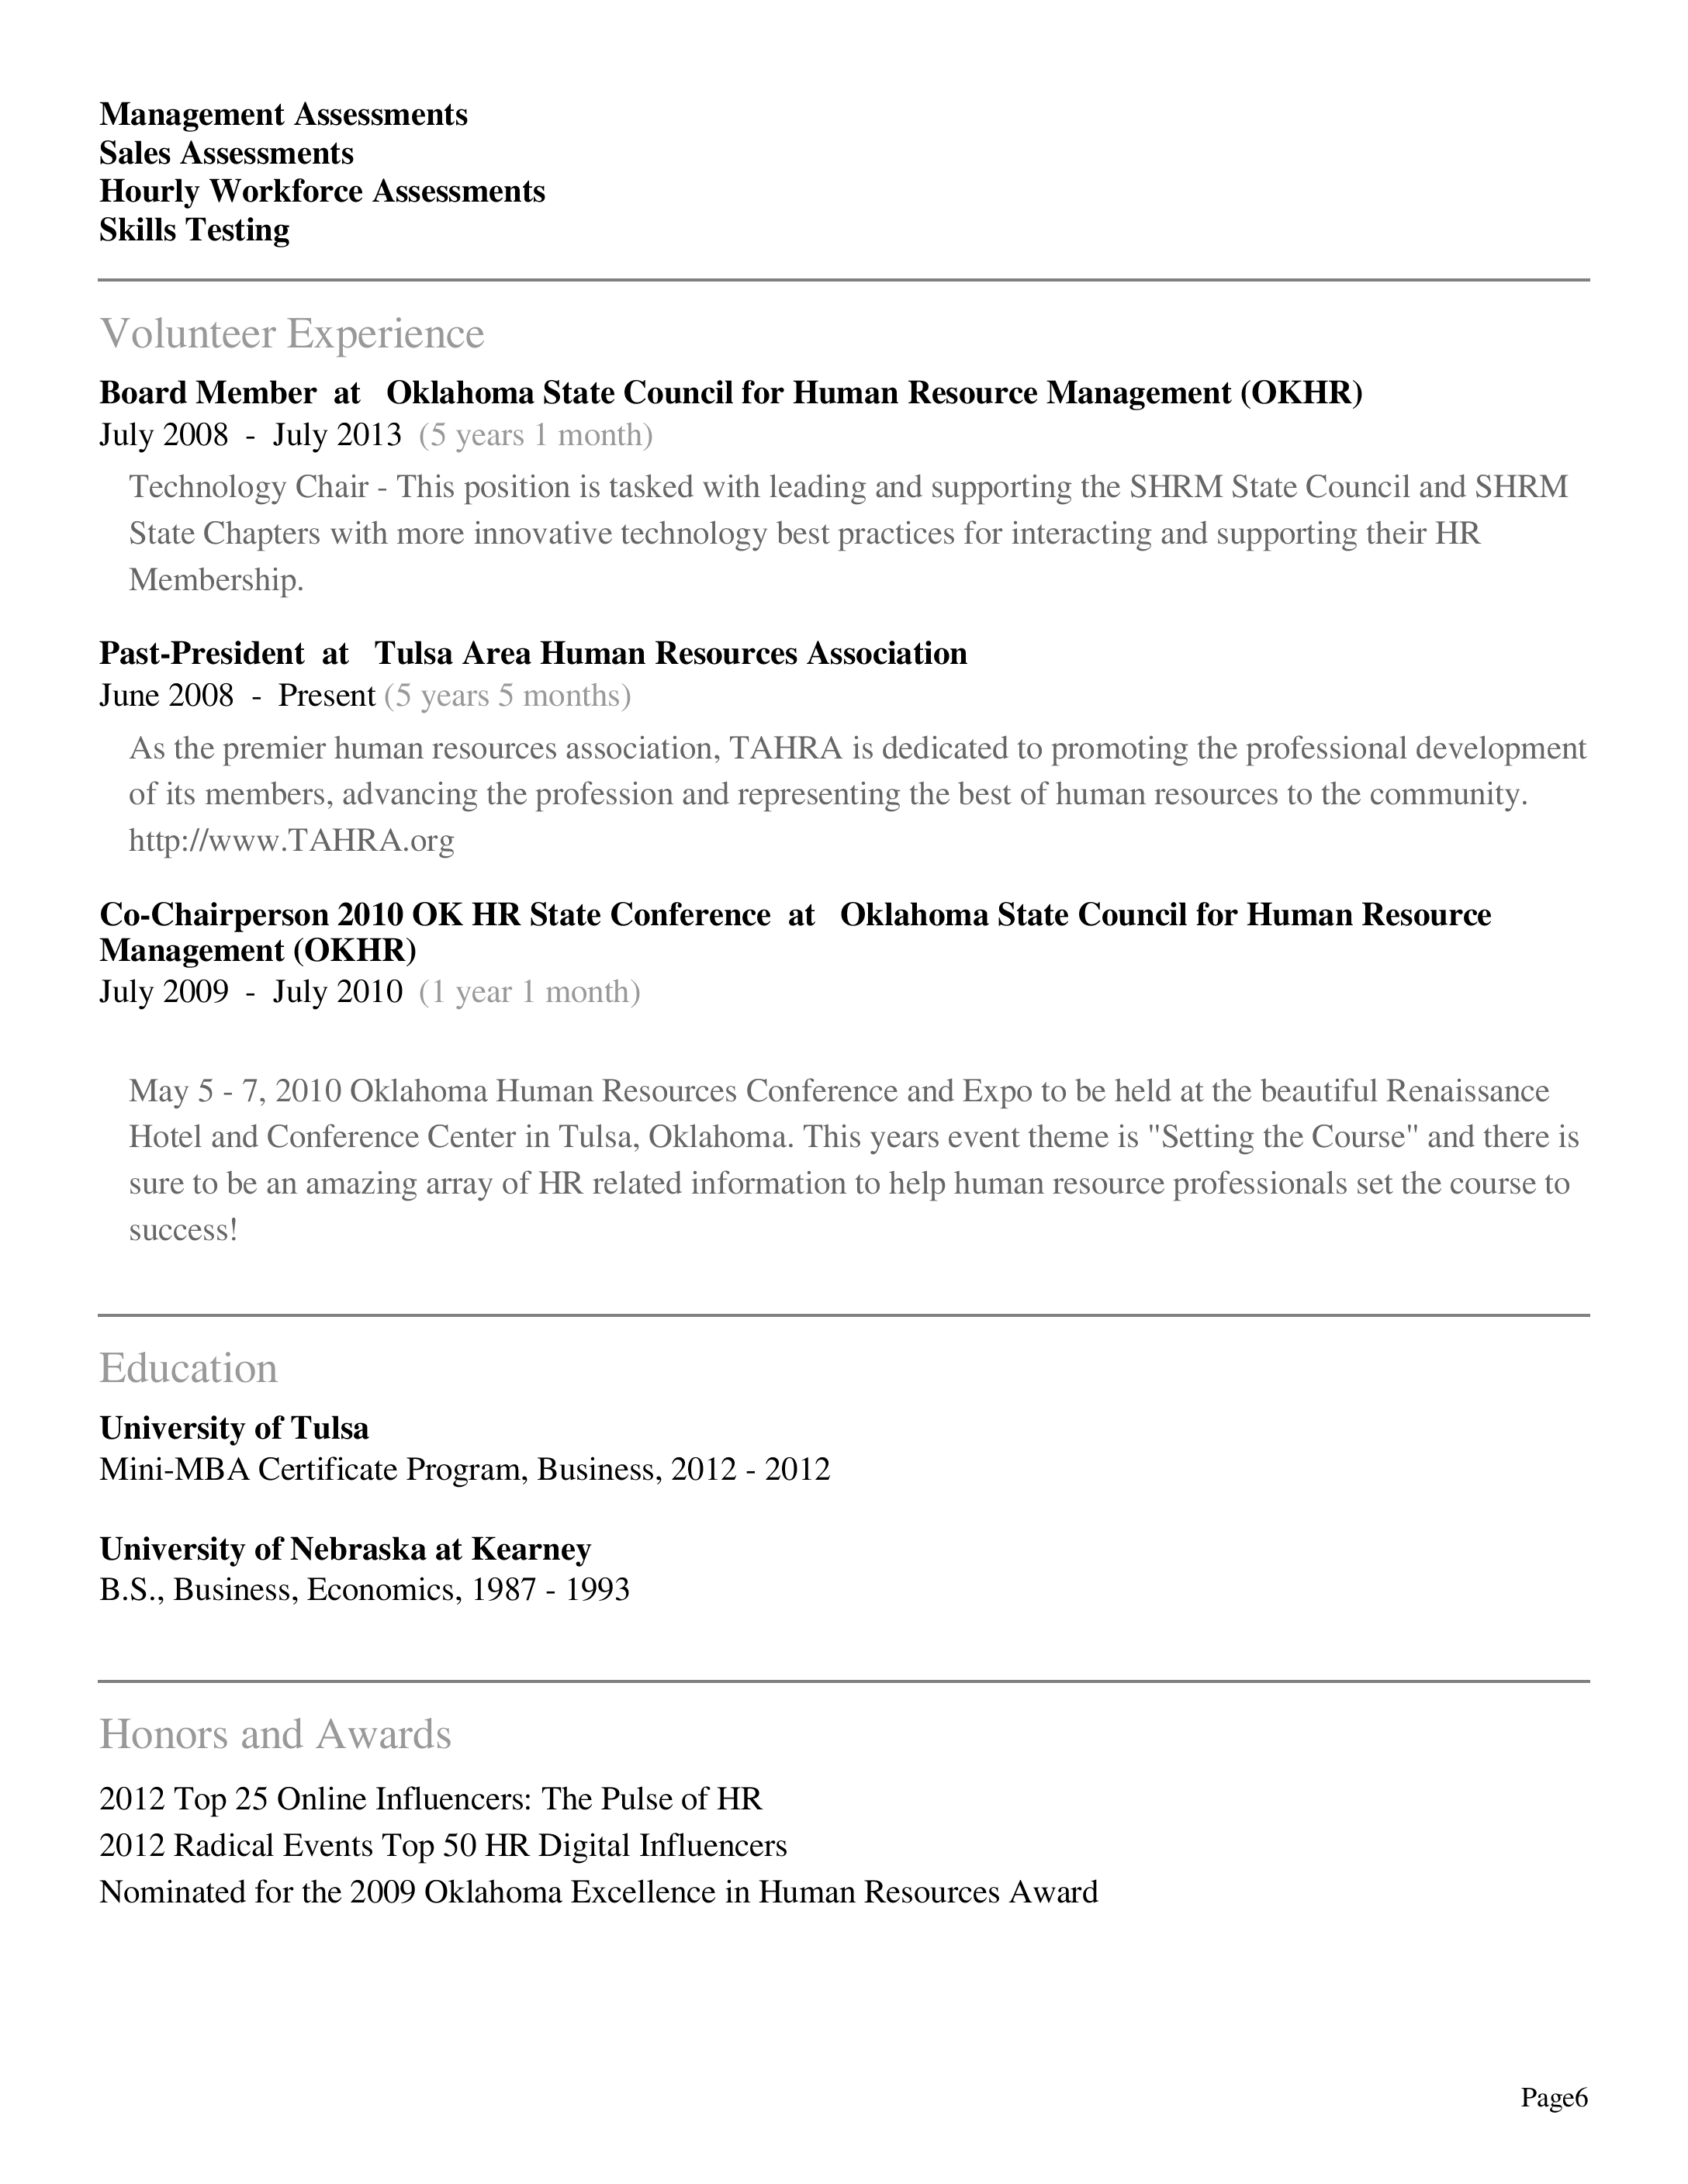 Management Assessments
Sales Assessments
Hourly Workforce Assessments
Skills Testing
Volunteer Experience
Board Member at Oklahoma State Council for Human Resource Management (OKHR)
July 2008 - July 2013 (5 years 1 month)
Technology Chair - This position is tasked with leading and supporting the SHRM State Council and SHRM
State Chapters with more innovative technology best practices for interacting and supporting their HR
Membership.
Past-President at Tulsa Area Human Resources Association
June 2008 - Present (5 years 5 months)
As the premier human resources association, TAHRA is dedicated to promoting the professional development
of its members, advancing the profession and representing the best of human resources to the community.
http://www.TAHRA.org
Co-Chairperson 2010 OK HR State Conference at Oklahoma State Council for Human Resource
Management (OKHR)
July 2009 - July 2010 (1 year 1 month)
May 5 - 7, 2010 Oklahoma Human Resources Conference and Expo to be held at the beautiful Renaissance
Hotel and Conference Center in Tulsa, Oklahoma. This years event theme is "Setting the Course" and there is
sure to be an amazing array of HR related information to help human resource professionals set the course to
success!
Education
University of Tulsa
Mini-MBA Certificate Program, Business, 2012 - 2012
University of Nebraska at Kearney
B.S., Business, Economics, 1987 - 1993
Honors and Awards
2012 Top 25 Online Influencers: The Pulse of HR
2012 Radical Events Top 50 HR Digital Influencers
Nominated for the 2009 Oklahoma Excellence in Human Resources Award
Page6